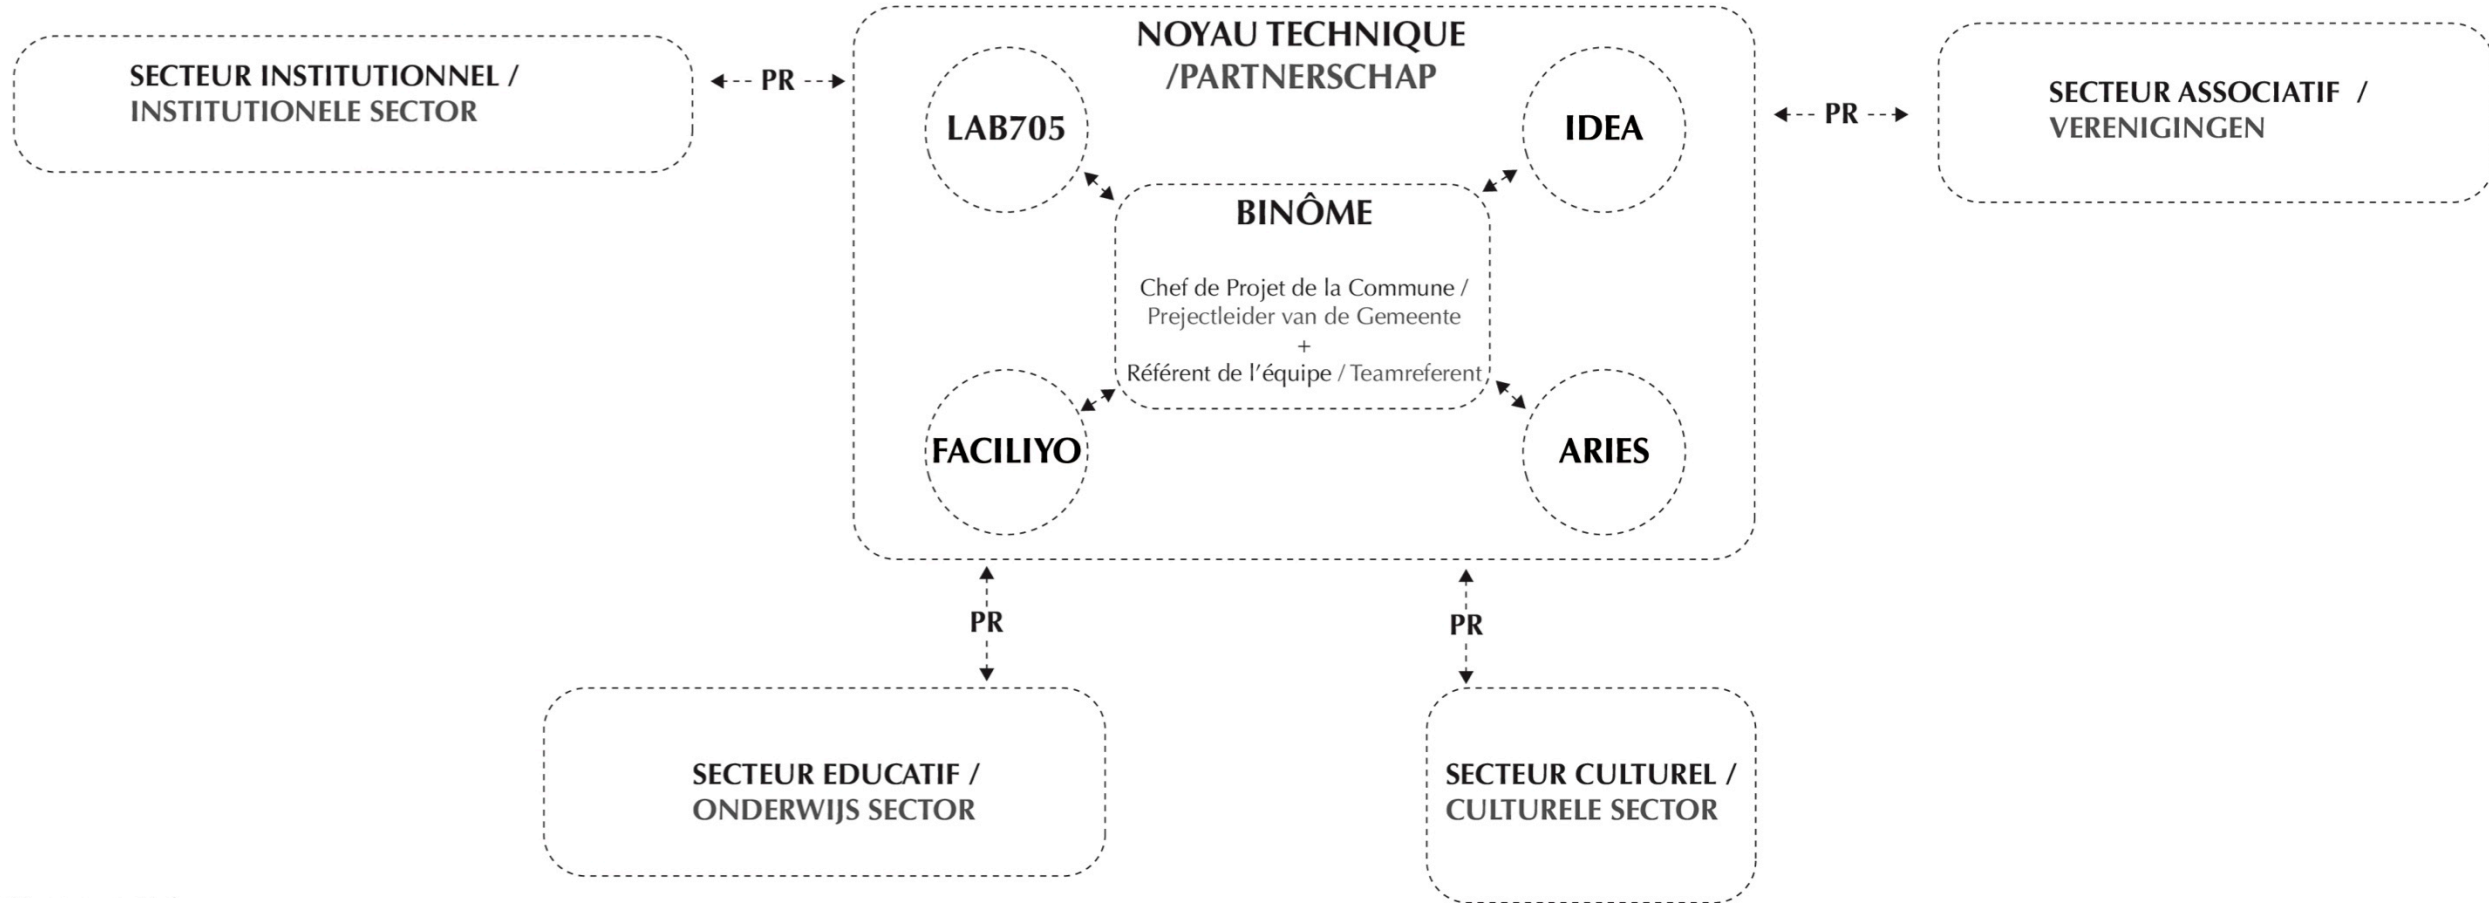 NOYAU TECHNIQUE
/PARTNERSCHAP
SECTEUR INSTITUTIONNEL /
INSTITUTIONELE SECTOR
PR
LAB705
IDEA
PR
SECTEUR ASSOCIATIF /
VERENIGINGEN
BINÔME
Chef de Projet de la Commune /
Prejectleider van de Gemeente
+
Référent de l'équipe / Teamreferent
FACILIYO
ARIES
PR
PR
SECTEUR EDUCATIF /
ONDERWIJS SECTOR
SECTEUR CULTUREL /
CULTURELE SECTOR